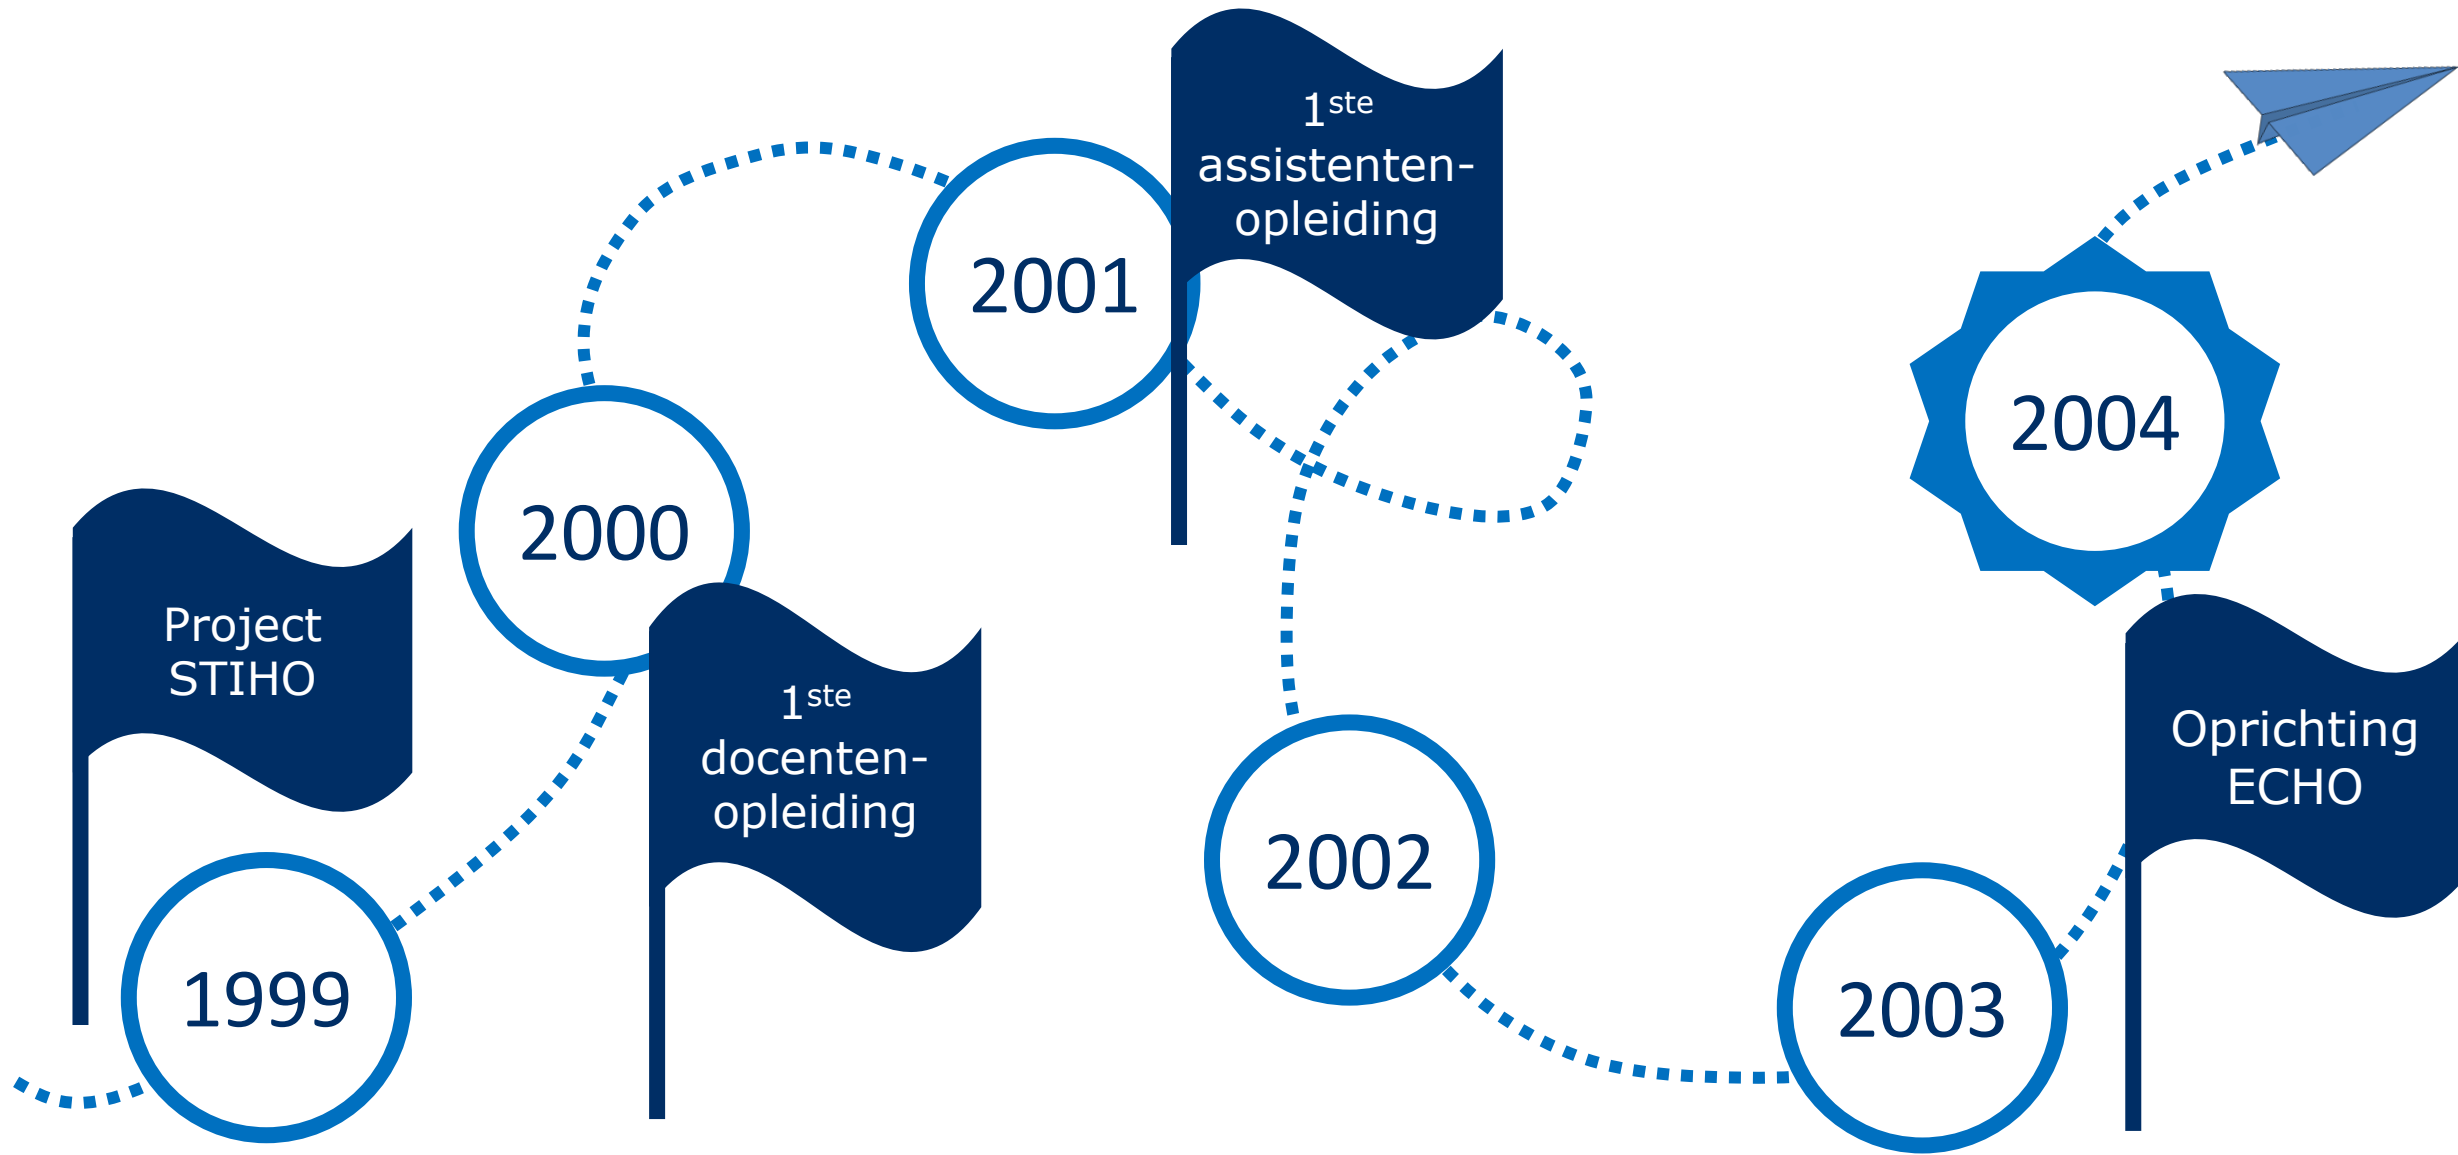 Project
STIHO
1999
2000
1ste
docenten-
opleiding
2001
1ste
assistenten-
opleiding
2002
2003
2004
Oprichting
ECHO